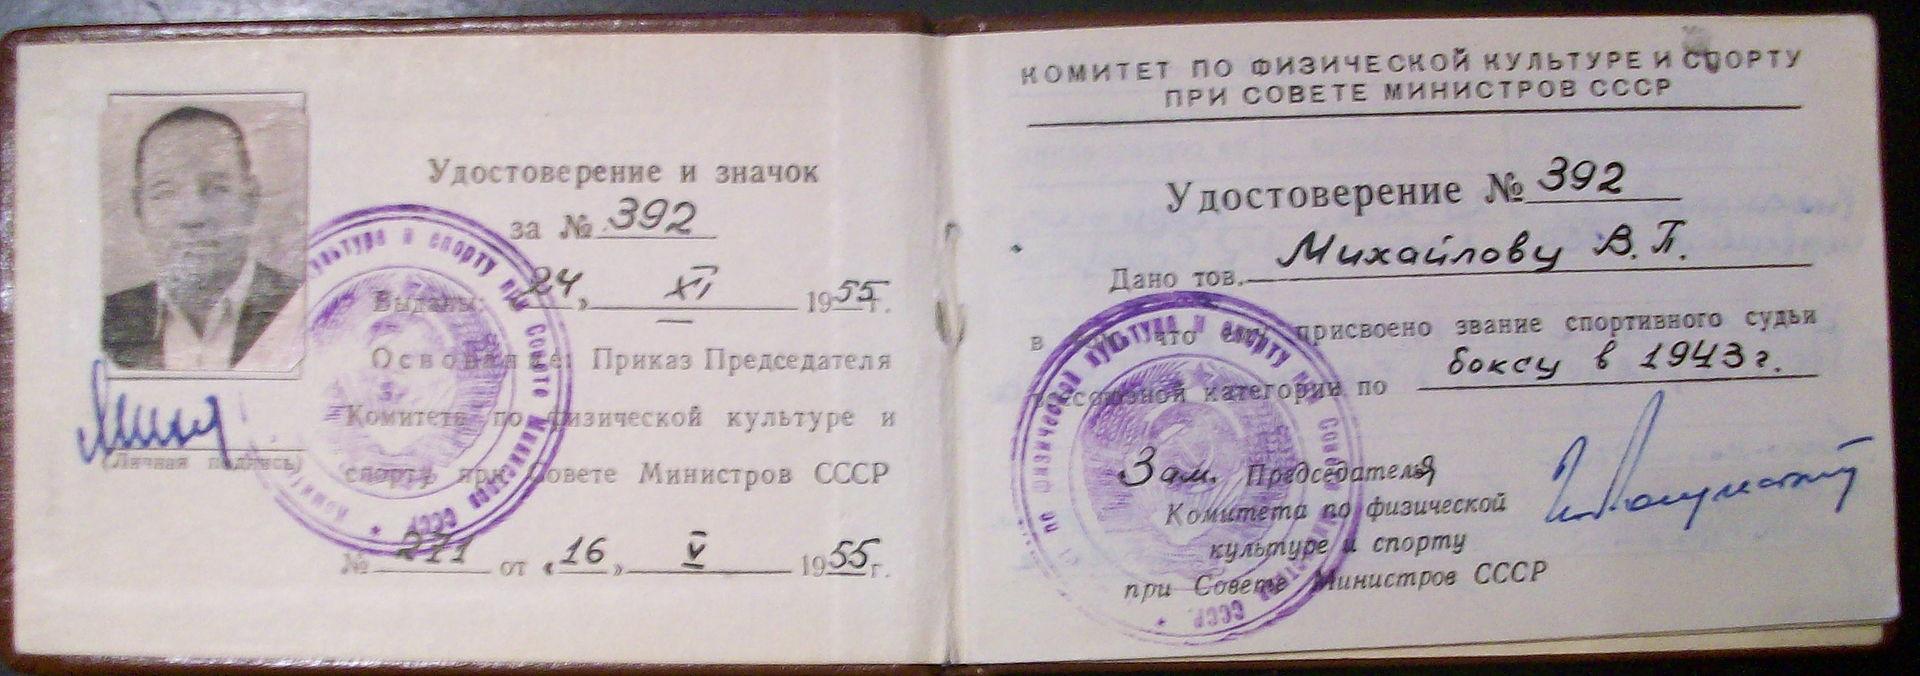 Удостоверение и значок
за № 392
Выданы: 24 „ XI 1955 г.
Основание: Приказ Председателя
Комитета по физической культуре и
спорту при Совете Министров СССР
№ 271 от «16„ V 1955 г.
(Личная подпись)
КОМИТЕТ ПО ФИЗИЧЕСКОЙ КУЛЬТУРЕ И СПОРТУ
ПРИ СОВЕТЕ МИНИСТРОВ СССР
Удостоверение № 392
Дано тов. Михайлову В.П.
в том, что ему присвоено звание спортивного судьи
всесоюзной категории по боксу в 1943 г.
Зам. Председателя
Комитета по физической
культуре и спорту
при Совете Министров СССР